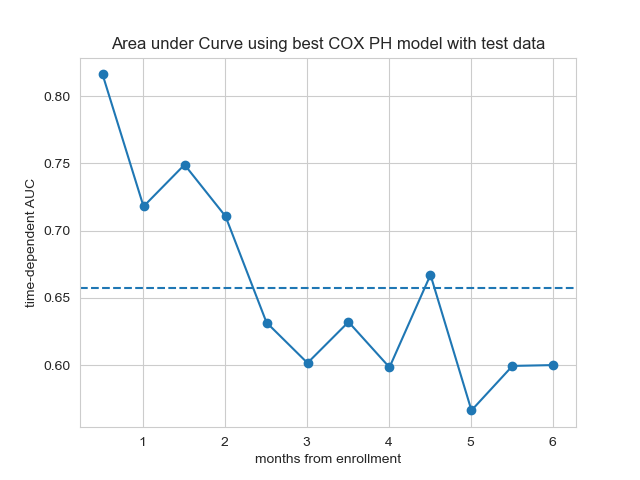 Area under Curve using best COX PH model with test data
0.80
0.75
0.70
0.65
0.60
time-dependent AUC
1 2 3 4 5 6
months from enrollment